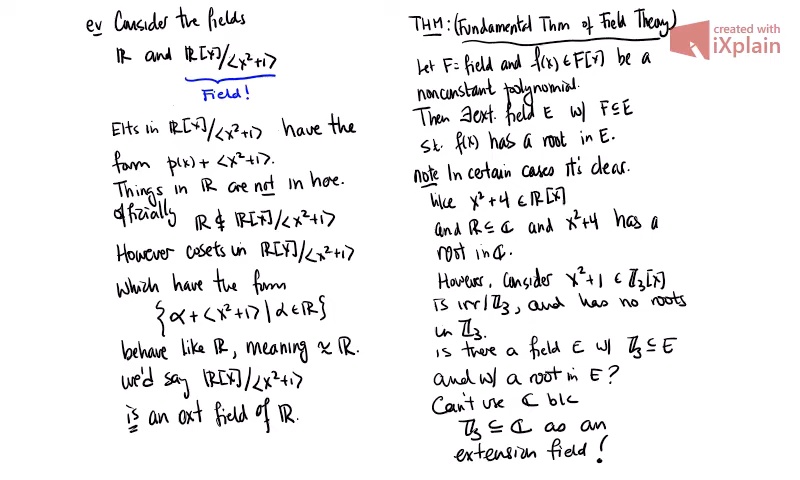 ex Consider the fields
ℝ and ℝ[x]/<x²+1>
Field!
Elts in ℝ[x]/<x²+1> have the
form p(x) + <x²+1>.
Things in ℝ are not in here.
Officially ℝ ⊄ ℝ[x]/<x²+1>
However cosets in ℝ[x]/<x²+1>
which have the form
{α + <x²+1> | α ∈ ℝ}
behave like ℝ, meaning ≈ ℝ.
we'd say ℝ[x]/<x²+1>
is an ext field of ℝ.
THM: (Fundamental Thm of Field Theory)
Let F = field and f(x) ∈ F[x] be a
nonconstant polynomial.
Then ∃ ext. field E w/ F ⊆ E
st. f(x) has a root in E.
note In certain cases it's clear.
like x²+4 ∈ ℝ[x]
and ℝ ⊆ ℂ and x²+4 has a
root in ℂ.
However, consider x²+1 ∈ ℤ₃[x]
is irr/ℤ₃, and has no roots
in ℤ₃.
is there a field E w/ ℤ₃ ⊆ E
and w/ a root in E?
Can't use ℂ b/c
ℤ₃ ⊆ ℂ as an
extension field!
created with
iXplain